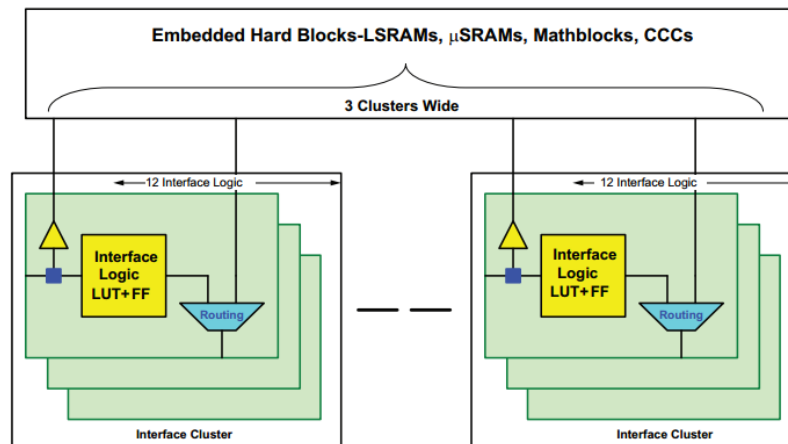 Embedded Hard Blocks-LSRAMs, μSRAMs, Mathblocks, CCCs
3 Clusters Wide
12 Interface Logic
Interface
Logic
LUT+FF
Routing
Interface Cluster
12 Interface Logic
Interface
Logic
LUT+FF
Routing
Interface Cluster